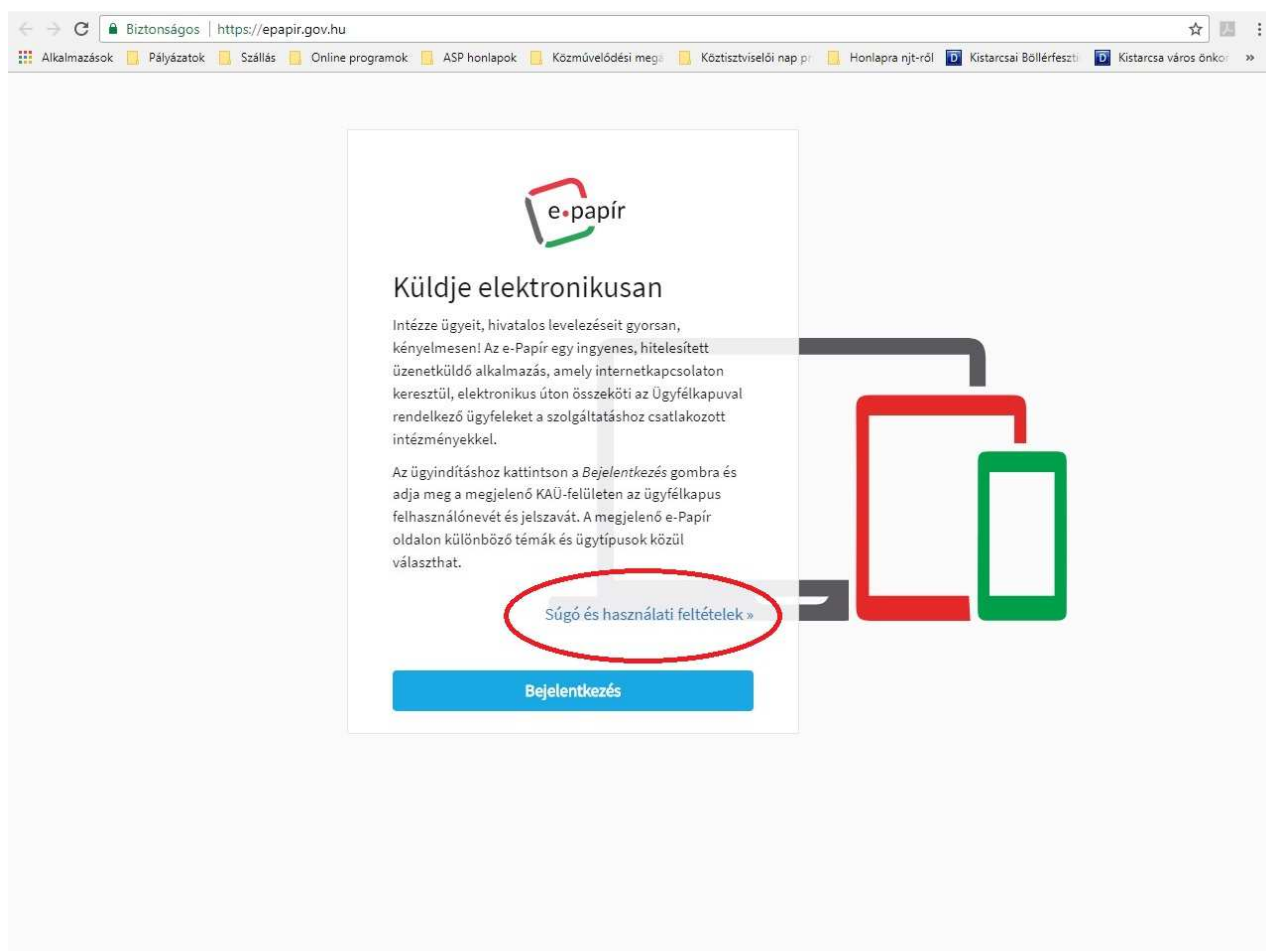 Biztonságos | https://epapir.gov.hu
Alkalmazások Pályázatok Szállás Online programok ASP honlapok Közművelődési mega Köztisztviselői nap pr Honlapra njt-ről D Kistarcsai Böllérfeszti D Kistarcsa város önkor »
e•papír
Küldje elektronikusan
Intézze ügyeit, hivatalos levelezéseit gyorsan,
kényelmesen! Az e-Papír egy ingyenes, hitelesített
üzenetküldő alkalmazás, amely internetkapcsolaton
keresztül, elektronikus úton összeköti az Ügyfélkapuval
rendelkező ügyfeleket a szolgáltatáshoz csatlakozott
intézményekkel.
Az ügyindításhoz kattintson a Bejelentkezés gombra és
adja meg a megjelenő KAÜ-felületen az ügyfélkapus
felhasználónevét és jelszavát. A megjelenő e-Papír
oldalon különböző témák és ügytípusok közül
választhat.
Súgó és használati feltételek »
Bejelentkezés